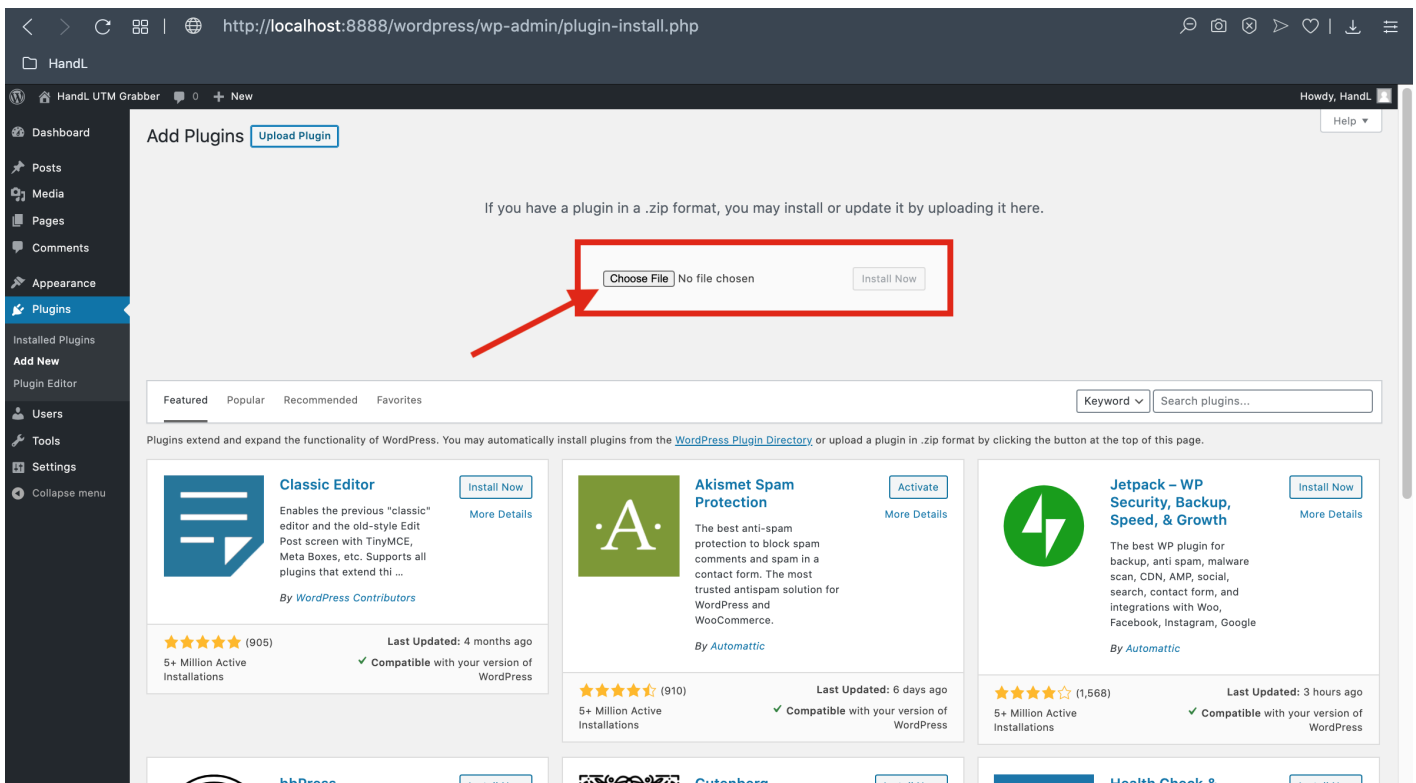 http://localhost:8888/wordpress/wp-admin/plugin-install.php
HandL
HandL UTM Grabber 0 + New Howdy, HandL
Help ▼
Dashboard
Posts
Media
Pages
Comments
Appearance
Plugins
Installed Plugins
Add New
Plugin Editor
Users
Tools
Settings
Collapse menu
Add Plugins Upload Plugin
If you have a plugin in a .zip format, you may install or update it by uploading it here.
Choose File No file chosen Install Now
Featured Popular Recommended Favorites Keyword Search plugins...
Plugins extend and expand the functionality of WordPress. You may automatically install plugins from the WordPress Plugin Directory or upload a plugin in .zip format by clicking the button at the top of this page.
Classic Editor
Install Now
More Details
Enables the previous "classic"
editor and the old-style Edit
Post screen with TinyMCE,
Meta Boxes, etc. Supports all
plugins that extend thi ...
By WordPress Contributors
(905)
5+ Million Active
Installations
Last Updated: 4 months ago
✓ Compatible with your version of
WordPress
·A·
Akismet Spam
Protection
Activate
More Details
The best anti-spam
protection to block spam
comments and spam in a
contact form. The most
trusted antispam solution for
WordPress and
WooCommerce.
By Automattic
(910)
5+ Million Active
Installations
Last Updated: 6 days ago
✓ Compatible with your version of
WordPress
Jetpack – WP
Security, Backup,
Speed, & Growth
Install Now
More Details
The best WP plugin for
backup, anti spam, malware
scan, CDN, AMP, social,
search, contact form, and
integrations with Woo,
Facebook, Instagram, Google
By Automattic
(1,568)
5+ Million Active
Installations
Last Updated: 3 hours ago
✓ Compatible with your version of
WordPress
bbPress
Gutenberg
Health Check &